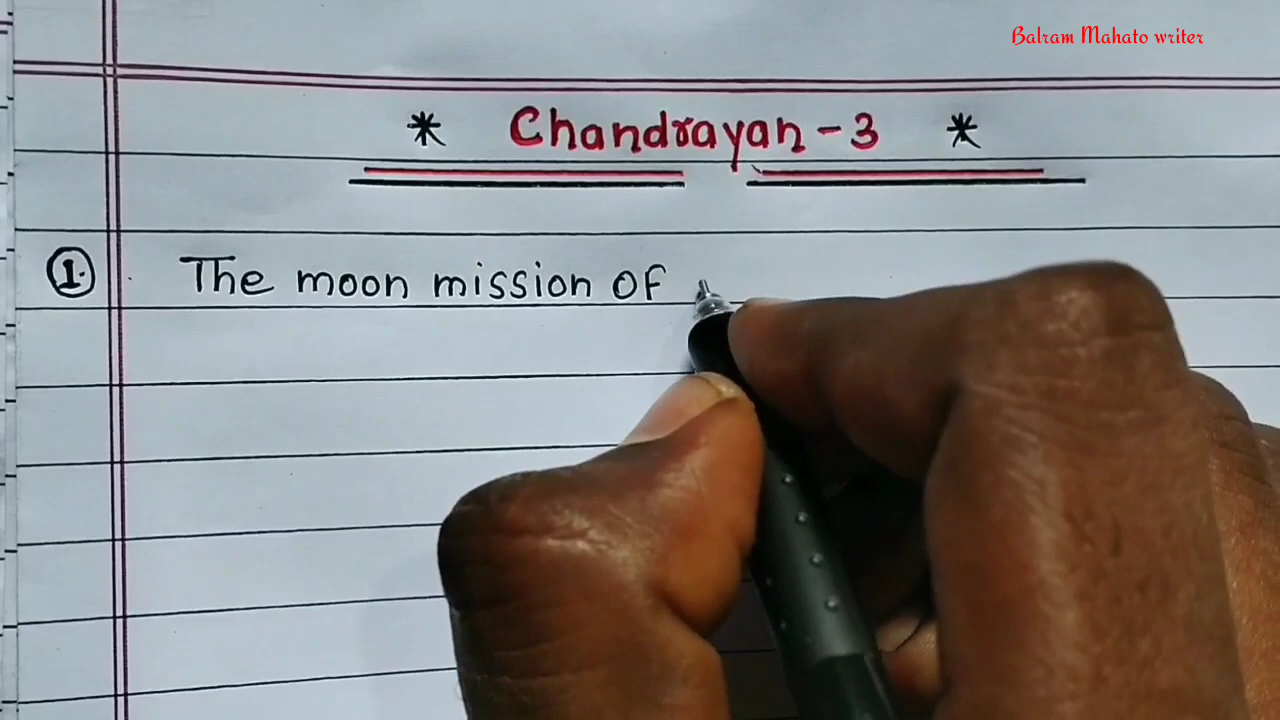 Balram Mahato writer
* Chandrayan-3 *
① The moon mission of